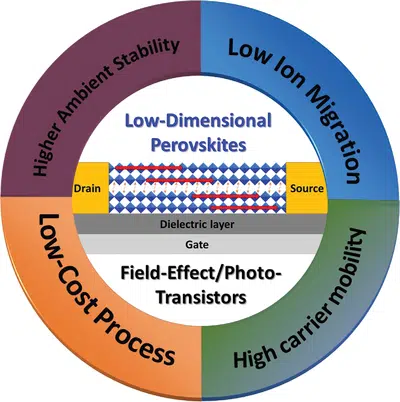 Higher Ambient Stability
Low Ion Migration
Low-Dimensional
Perovskites
Drain
Source
Dielectric layer
Gate
Field-Effect/Photo-
Transistors
Low-Cost Process
High carrier mobility